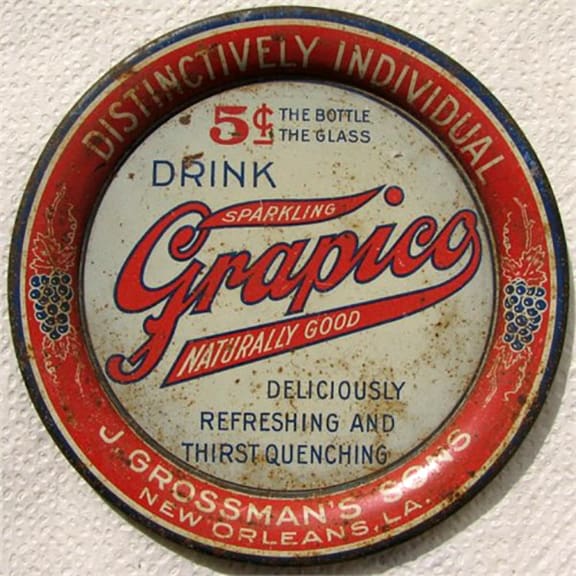 DISTINCTIVELY INDIVIDUAL
5¢ THE BOTTLE
THE GLASS
DRINK
SPARKLING
Grapico
NATURALLY GOOD
DELICIOUSLY
REFRESHING AND
THIRST QUENCHING
J. GROSSMAN'S SONS
NEW ORLEANS, LA.